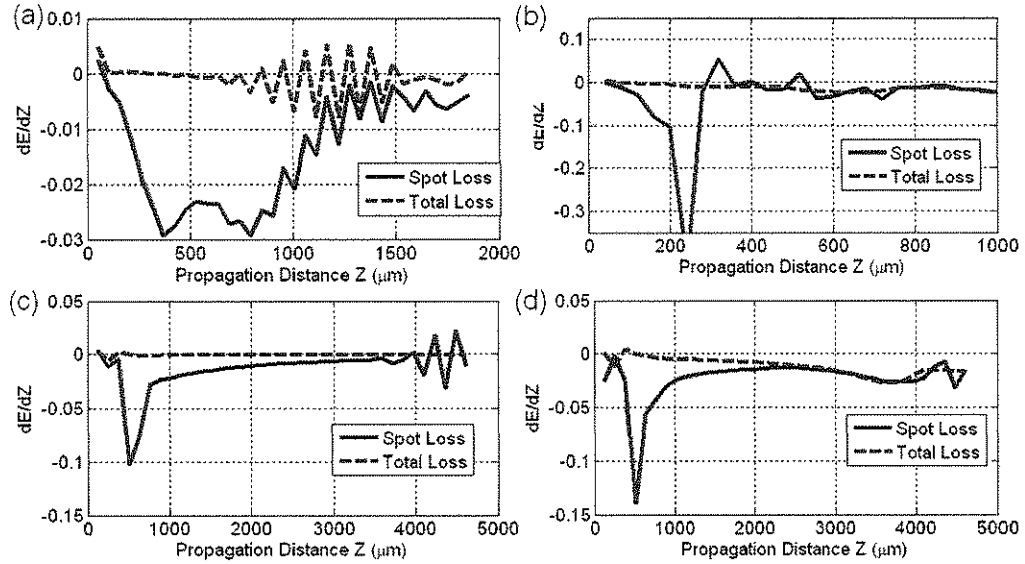 (a)
0.01
0
-0.01
-0.02
-0.03
dE/dZ
Spot Loss
Total Loss
0
500
1000
1500
2000
Propagation Distance Z (μm)
(b)
0.1
0
-0.1
-0.2
-0.3
dE/dZ
Spot Loss
Total Loss
0
200
400
600
800
1000
Propagation Distance Z (μm)
(c)
0.05
0
-0.05
-0.1
-0.15
dE/dZ
Spot Loss
Total Loss
0
1000
2000
3000
4000
5000
Propagation Distance Z (μm)
(d)
0.05
0
-0.05
-0.1
-0.15
dE/dZ
Spot Loss
Total Loss
0
1000
2000
3000
4000
5000
Propagation Distance Z (μm)